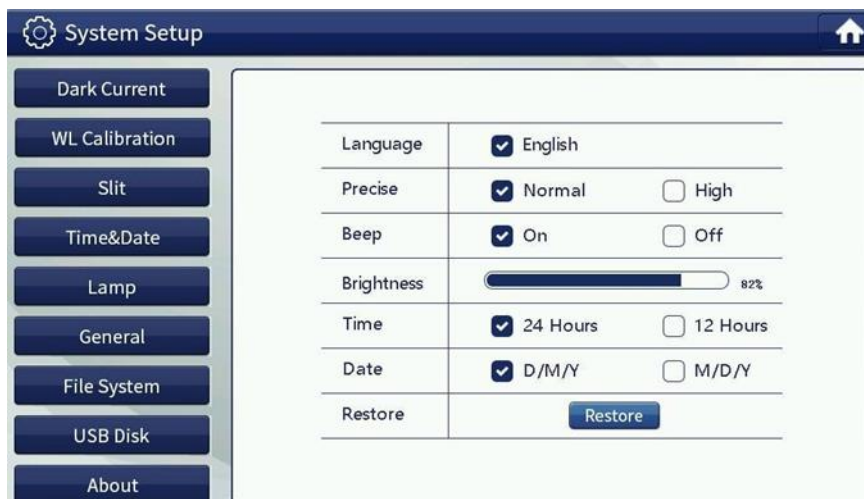 System Setup
Dark Current
WL Calibration
Slit
Time&Date
Lamp
General
File System
USB Disk
About
Language English
Precise Normal High
Beep On Off
Brightness 82%
Time 24 Hours 12 Hours
Date D/M/Y M/D/Y
Restore Restore